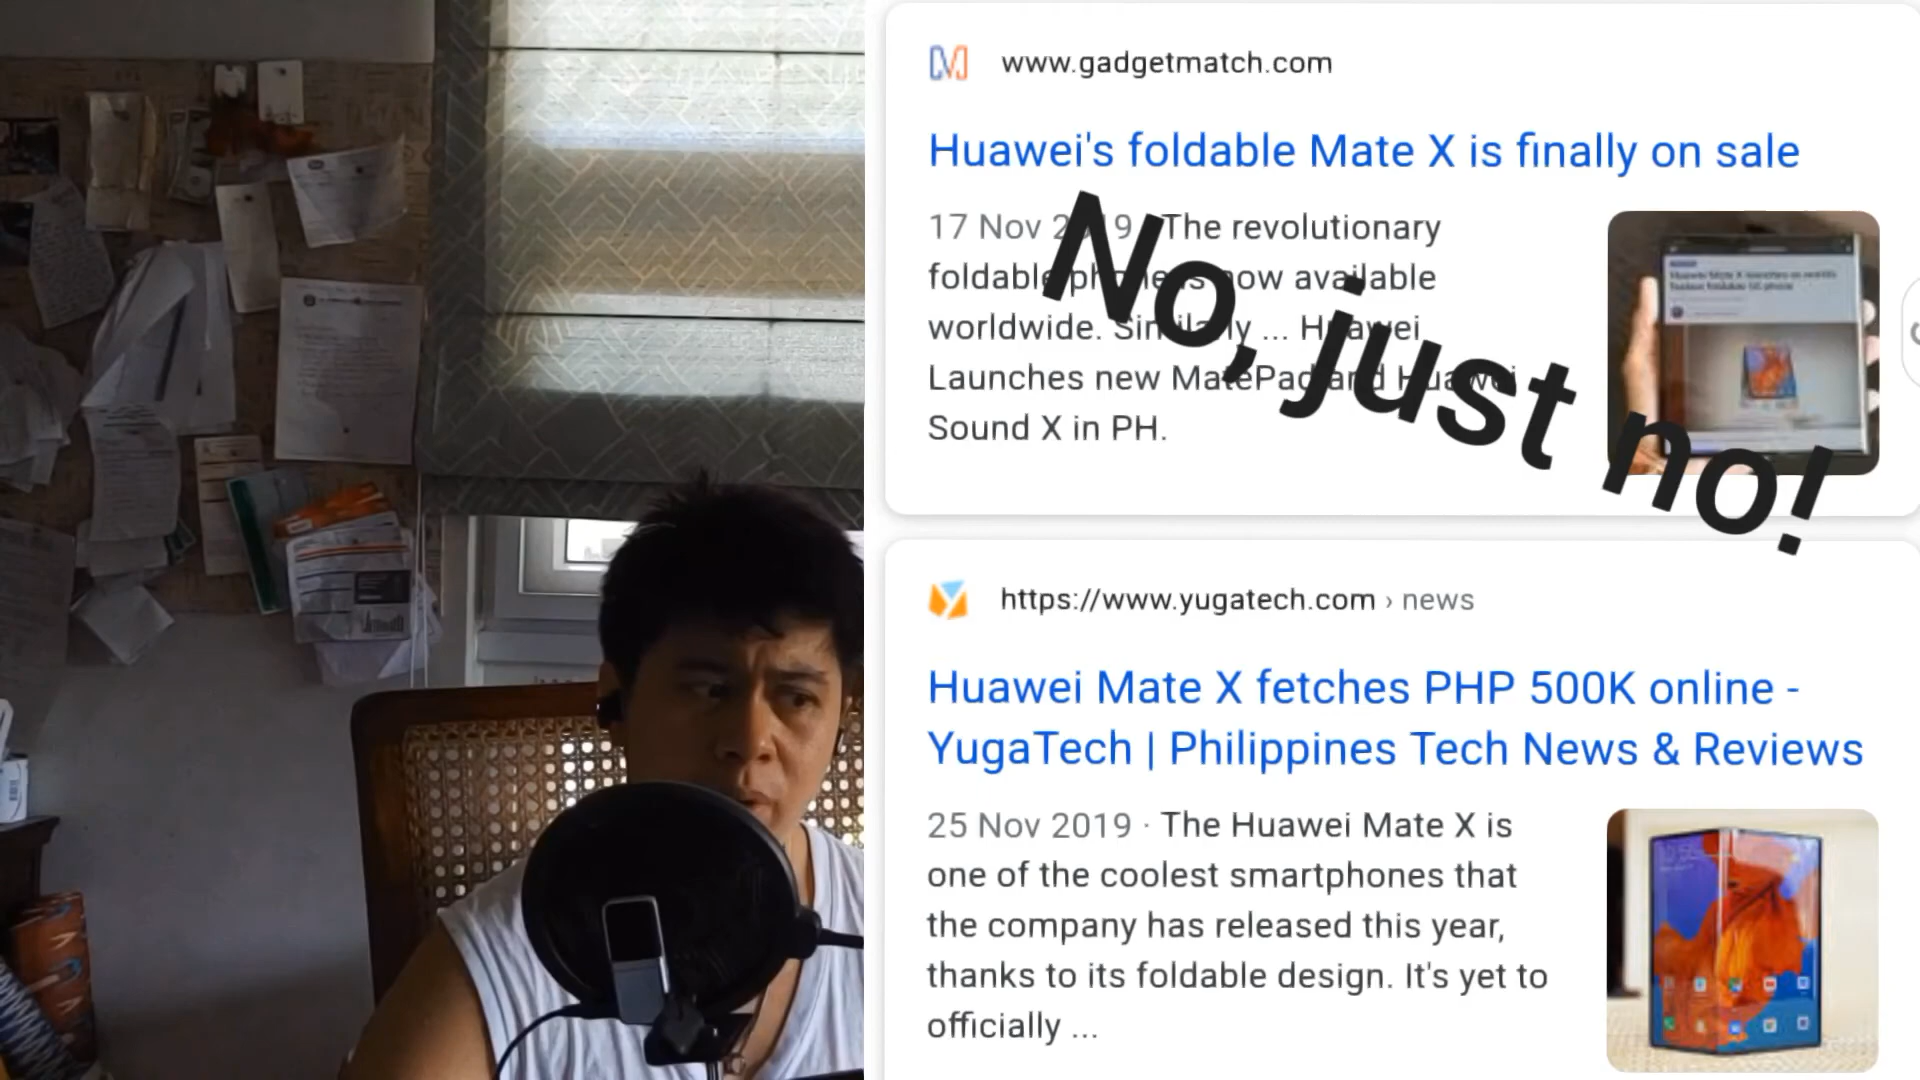 www.gadgetmatch.com
Huawei's foldable Mate X is finally on sale
17 Nov 2019 · The revolutionary
foldable phone is now available
worldwide. Similarly ... Huawei
Launches new MatePad and Huawei
Sound X in PH.
No, just no!
https://www.yugatech.com › news
Huawei Mate X fetches PHP 500K online -
YugaTech | Philippines Tech News & Reviews
25 Nov 2019 · The Huawei Mate X is
one of the coolest smartphones that
the company has released this year,
thanks to its foldable design. It's yet to
officially ...